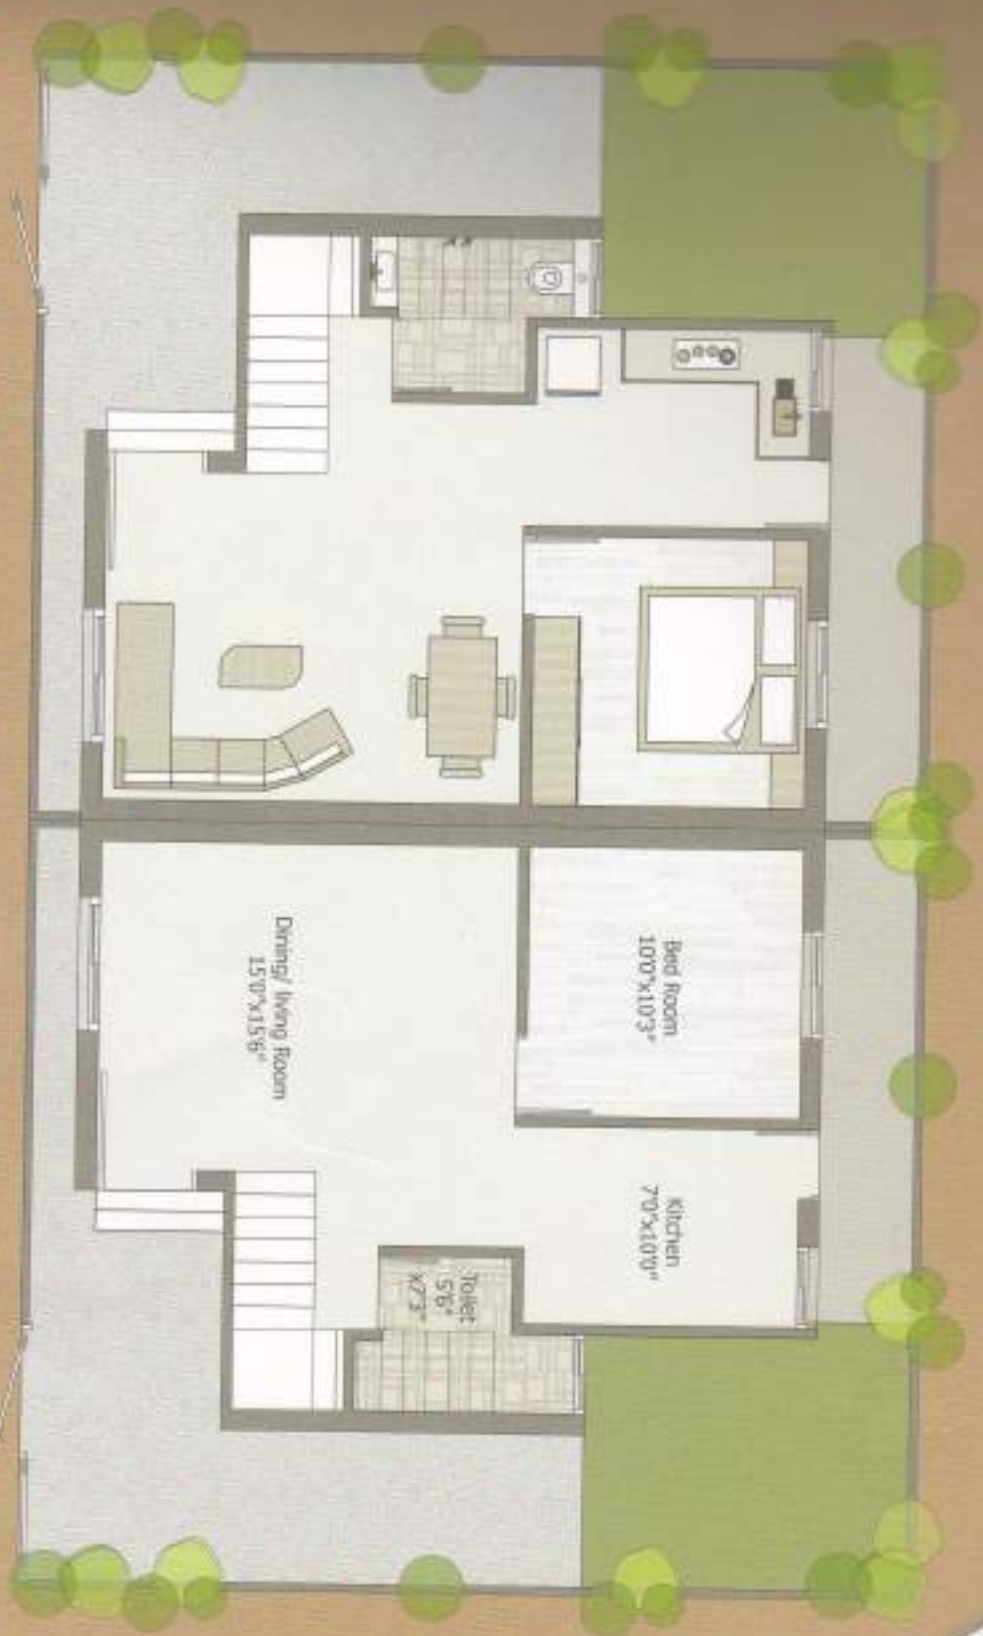 Bed Room
10'0"x10'3"
Kitchen
7'0"x10'0"
Dining/ living Room
15'0"x15'6"
Toilet
5'6"
x7'3"